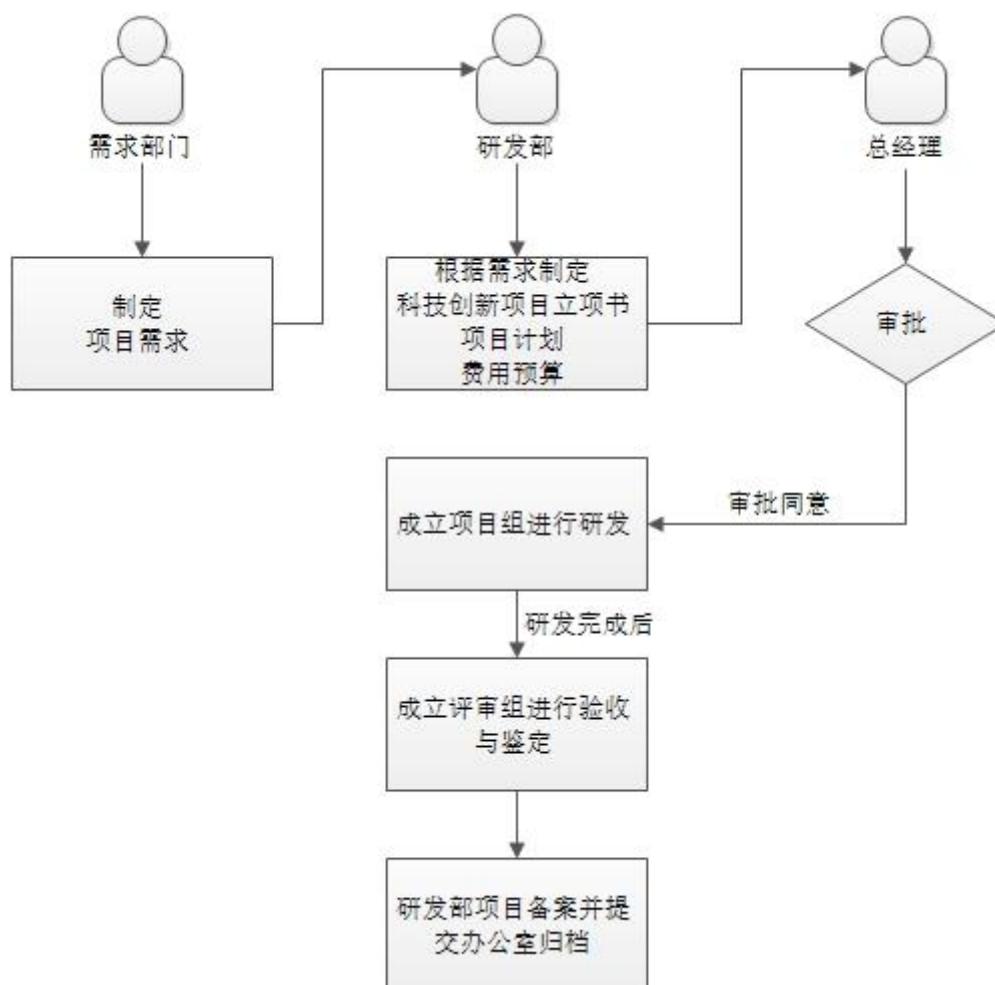 需求部门
研发部
总经理
制定
项目需求
根据需求制定
科技创新项目立项书
项目计划
费用预算
审批
审批同意
成立项目组进行研发
研发完成后
成立评审组进行验收
与鉴定
研发部项目备案并提
交办公室归档